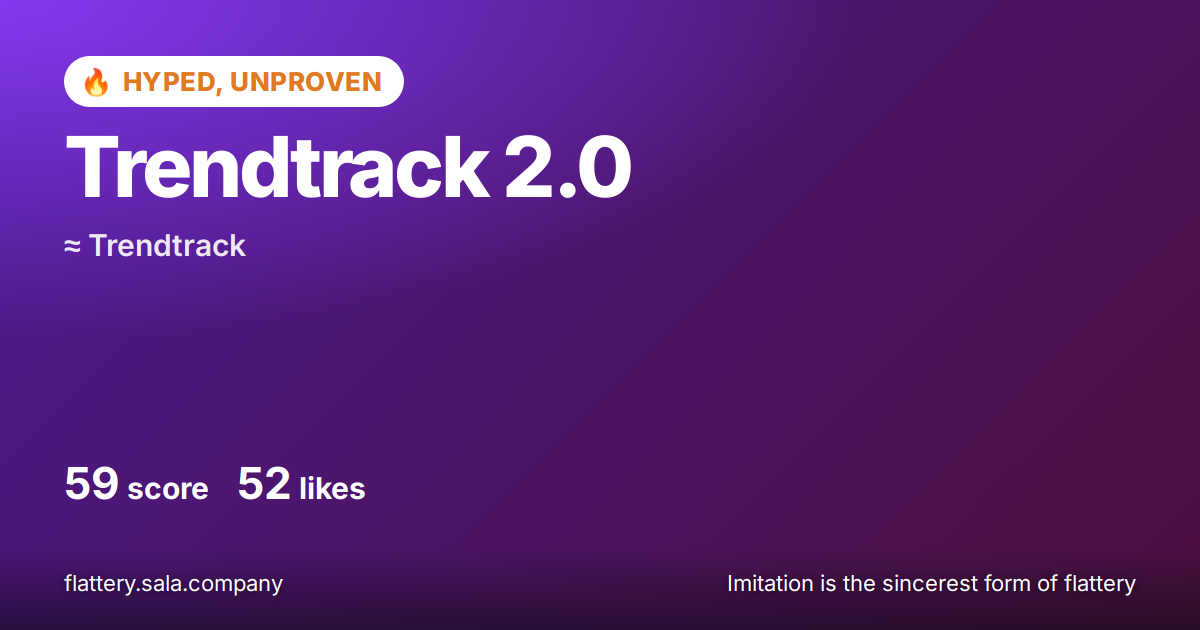 🔥 HYPED, UNPROVEN
Trendtrack 2.0
≈ Trendtrack
59 score 52 likes
flattery.sala.company
Imitation is the sincerest form of flattery